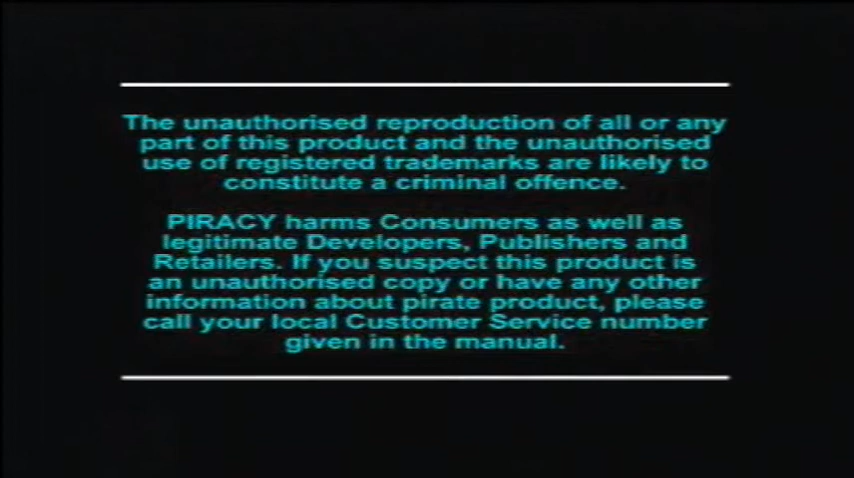 The unauthorised reproduction of all or any
part of this product and the unauthorised
use of registered trademarks are likely to
constitute a criminal offence.
PIRACY harms Consumers as well as
legitimate Developers, Publishers and
Retailers. If you suspect this product is
an unauthorised copy or have any other
information about pirate product, please
call your local Customer Service number
given in the manual.